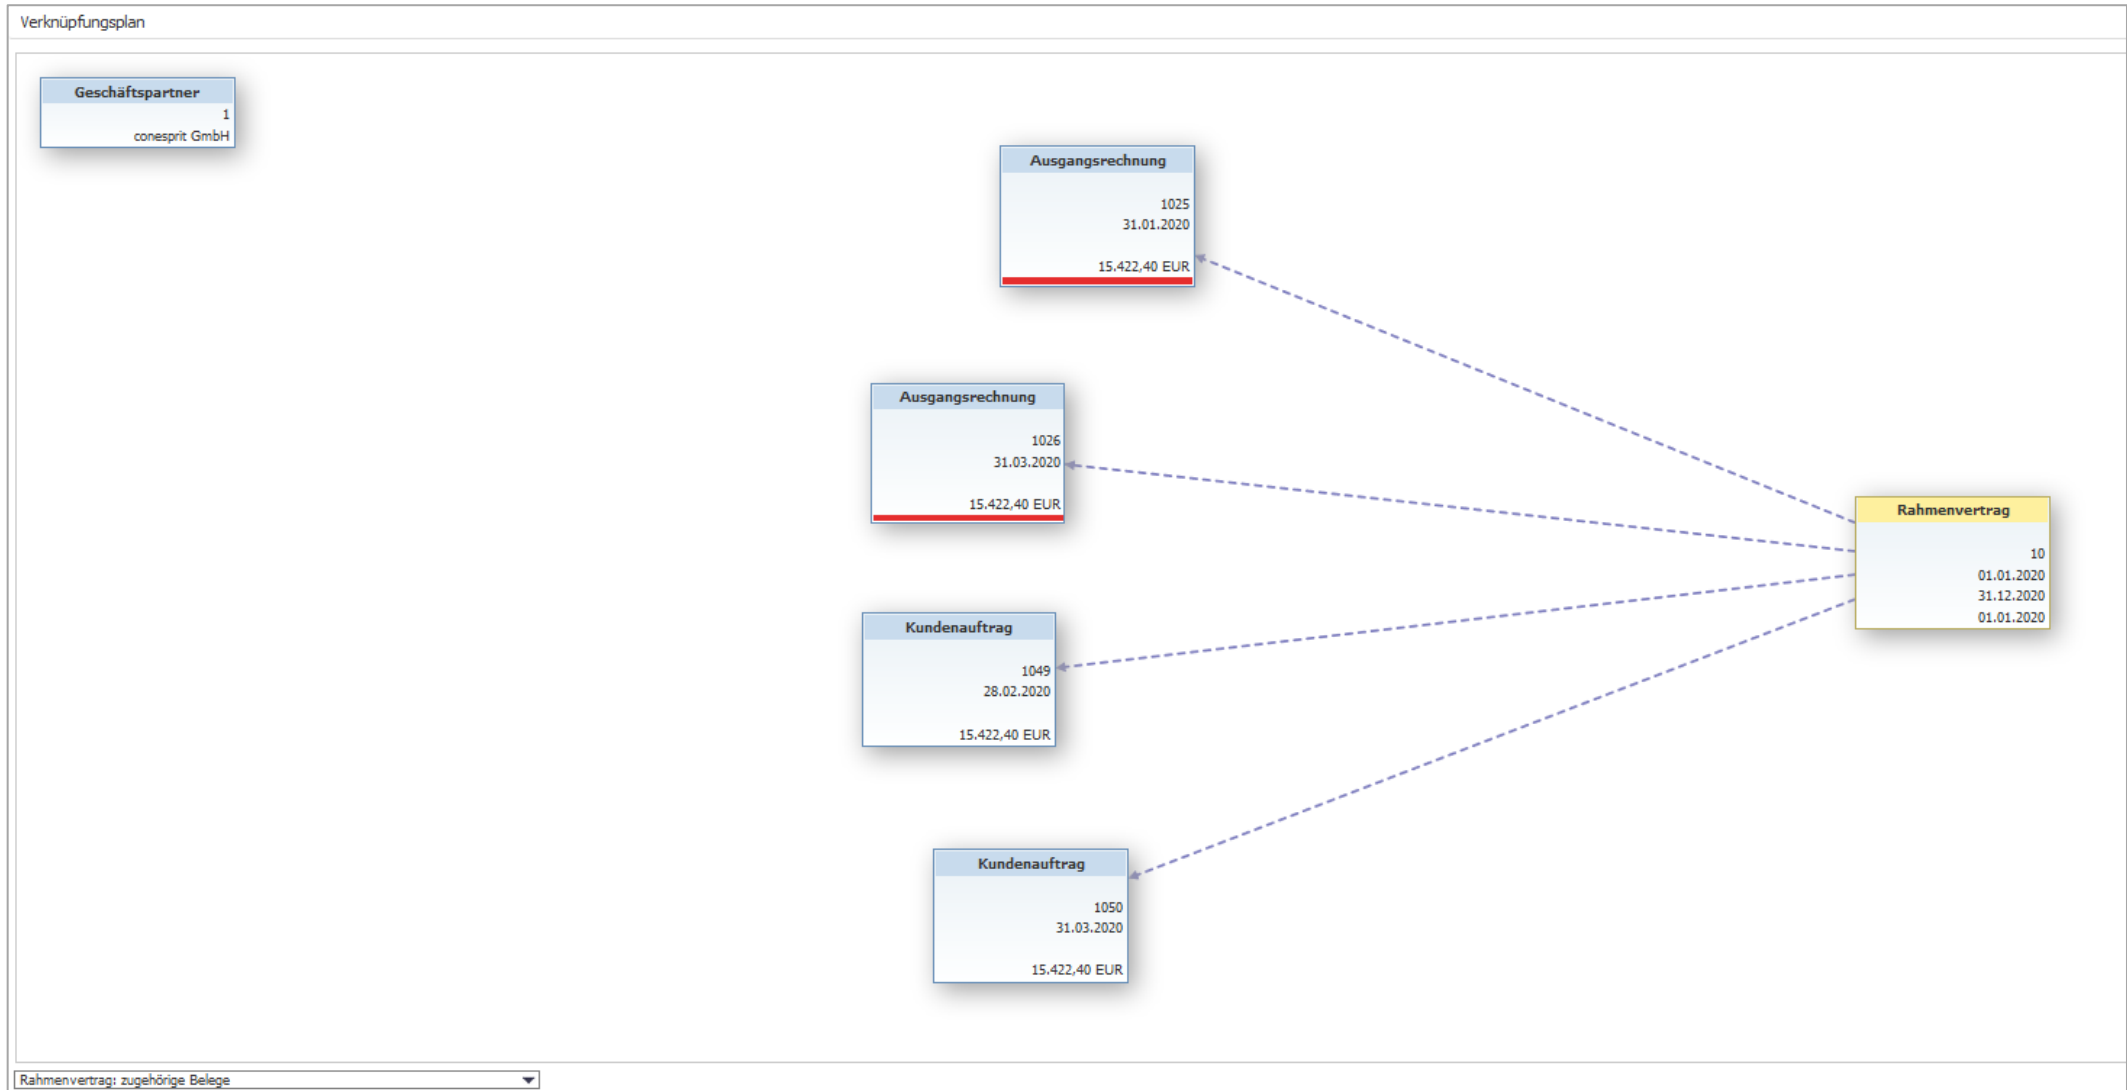 Verknüpfungsplan
Geschäftspartner
1
conesprit GmbH
Ausgangsrechnung
1025
31.01.2020
15.422,40 EUR
Ausgangsrechnung
1026
31.03.2020
15.422,40 EUR
Rahmenvertrag
10
01.01.2020
31.12.2020
01.01.2020
Kundenauftrag
1049
28.02.2020
15.422,40 EUR
Kundenauftrag
1050
31.03.2020
15.422,40 EUR
Rahmenvertrag: zugehörige Belege